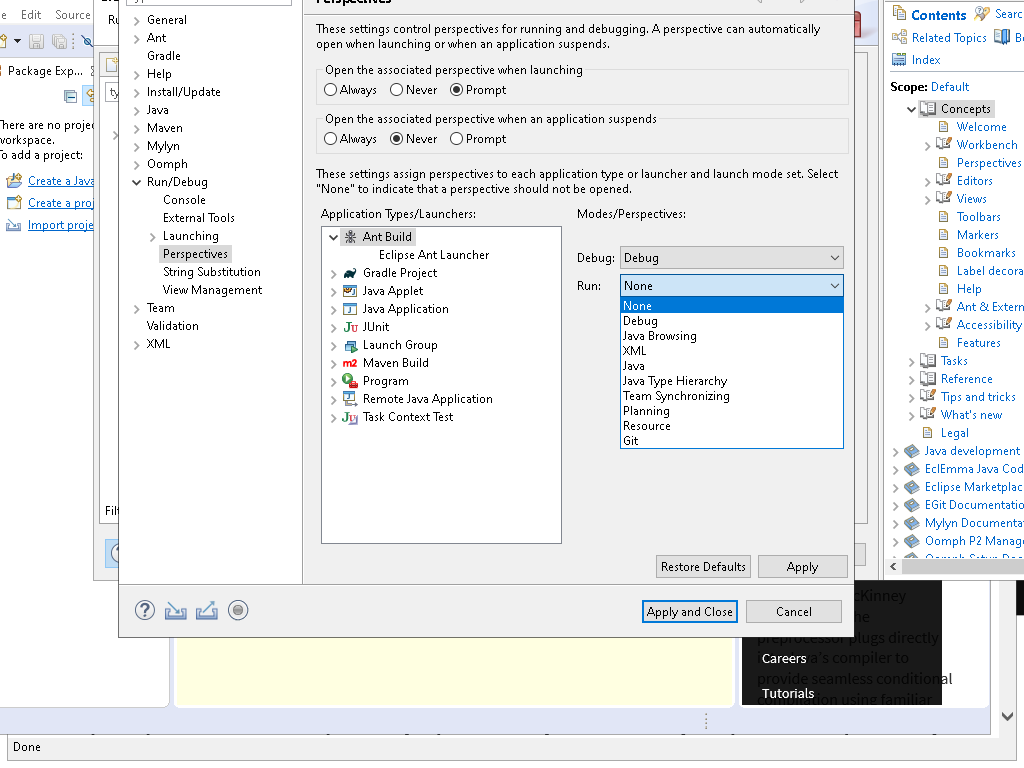 Edit Source
Package Exp...
There are no proje
workspace.
To add a project:
Create a Java
Create a proj
Import proje
General
Ant
Gradle
Help
Install/Update
Java
Maven
Mylyn
Oomph
Run/Debug
Console
External Tools
Launching
Perspectives
String Substitution
View Management
Team
Validation
XML
Perspectives
These settings control perspectives for running and debugging. A perspective can automatically
open when launching or when an application suspends.
Open the associated perspective when launching
Always Never Prompt
Open the associated perspective when an application suspends
Always Never Prompt
These settings assign perspectives to each application type or launcher and launch mode set. Select
"None" to indicate that a perspective should not be opened.
Application Types/Launchers:
Ant Build
Eclipse Ant Launcher
Gradle Project
Java Applet
Java Application
JUnit
Launch Group
Maven Build
Program
Remote Java Application
Task Context Test
Modes/Perspectives:
Debug: Debug
Run: None
None
Debug
Java Browsing
XML
Java
Java Type Hierarchy
Team Synchronizing
Planning
Resource
Git
Restore Defaults Apply
Apply and Close Cancel
Contents Searc
Related Topics
Index
Scope: Default
Concepts
Welcome
Workbench
Perspectives
Editors
Views
Toolbars
Markers
Bookmarks
Label decora
Help
Ant & Extern
Accessibility
Features
Tasks
Reference
Tips and tricks
What's new
Legal
Java development
EclEmma Java Cod
Eclipse Marketplac
EGit Documentatio
Mylyn Documenta
Oomph P2 Manag
Careers
Tutorials
preprocessor plugs directly
compiler to
provide seamless conditional
compilation using familiar
Done